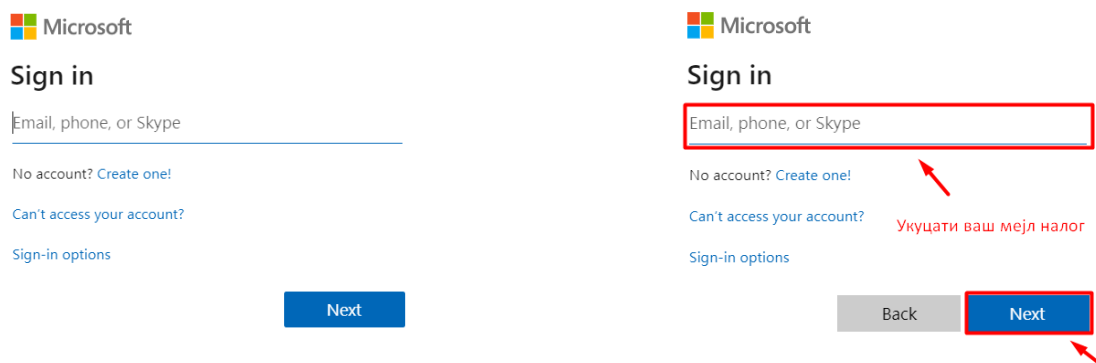 Microsoft
Sign in
Email, phone, or Skype
No account? Create one!
Can't access your account?
Sign-in options
Next
Microsoft
Sign in
Email, phone, or Skype
No account? Create one!
Can't access your account?
Укуцати ваш мејл налог
Sign-in options
Back
Next